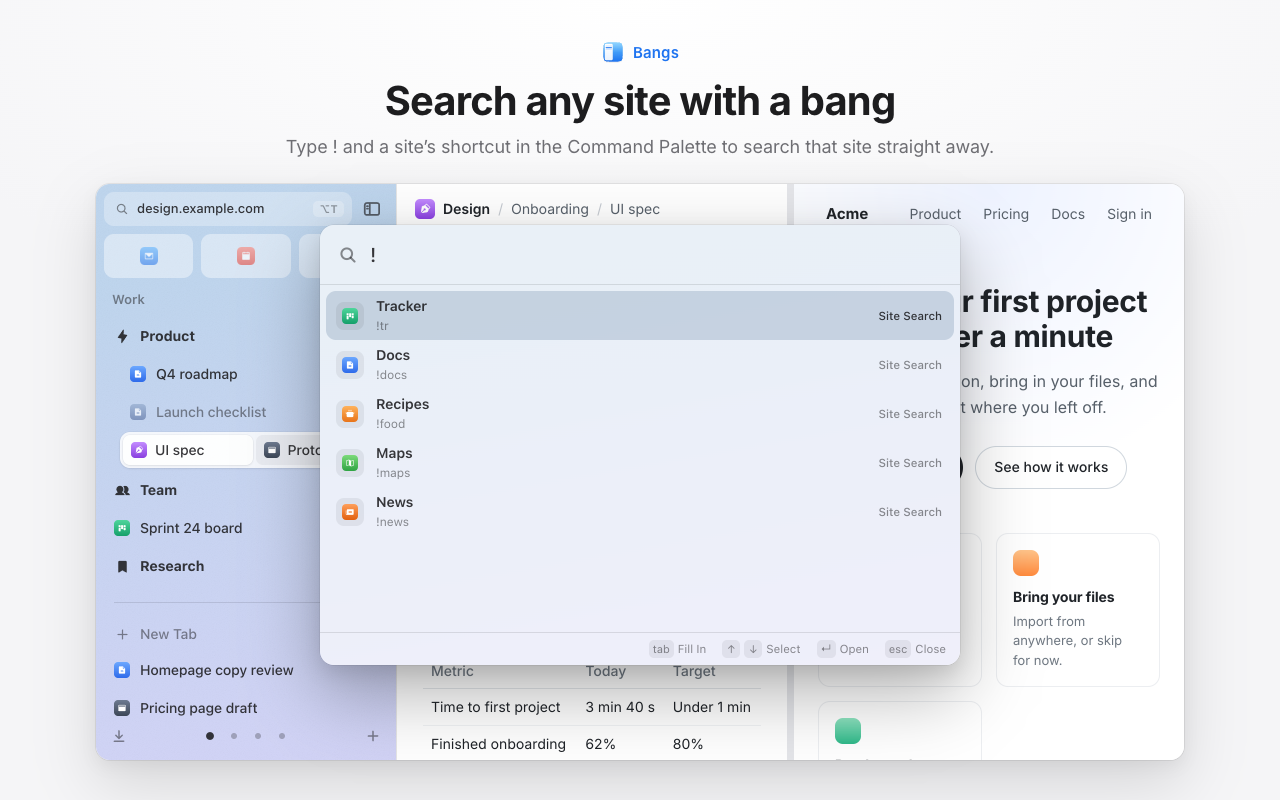 Bangs
Search any site with a bang
Type ! and a site’s shortcut in the Command Palette to search that site straight away.
design.example.com
⌥T
Work
Product
Q4 roadmap
Launch checklist
UI spec
Team
Sprint 24 board
Research
New Tab
Homepage copy review
Pricing page draft
Design / Onboarding / UI spec
!
Tracker
!tr
Site Search
Docs
!docs
Site Search
Recipes
!food
Site Search
Maps
!maps
Site Search
News
!news
Site Search
tab Fill In
↑ ↓ Select
↵ Open
esc Close
Metric Today Target
Time to first project 3 min 40 s Under 1 min
Finished onboarding 62% 80%
Acme Product Pricing Docs Sign in
first project
a minute
bring in your files, and
where you left off.
See how it works
Bring your files
Import from
anywhere, or skip
for now.